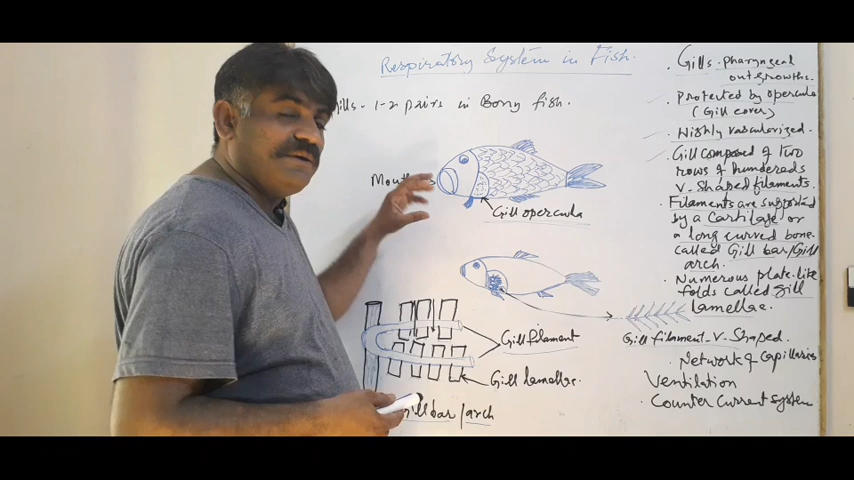 Respiratory System in Fish.
Gills - 1-2 pairs in Bony fish.
Mouth
Gill opercula
Gill filament
Gill lamellae.
Gill bar/arch
. Gills . pharyngeal
outgrowths.
. Protected by opercula
(Gill cover)
. Highly vascularized.
. Gill composed of two
rows of hundereds
V-shaped filaments.
. Filaments are supported
by a Cartilage or
a long curved bone
called Gill bar/Gill
arch.
. Numerous plate-like
folds called gill
lamellae.
Gill filament V-Shaped.
. Network of Capillaries
Ventilation
. Counter Current system